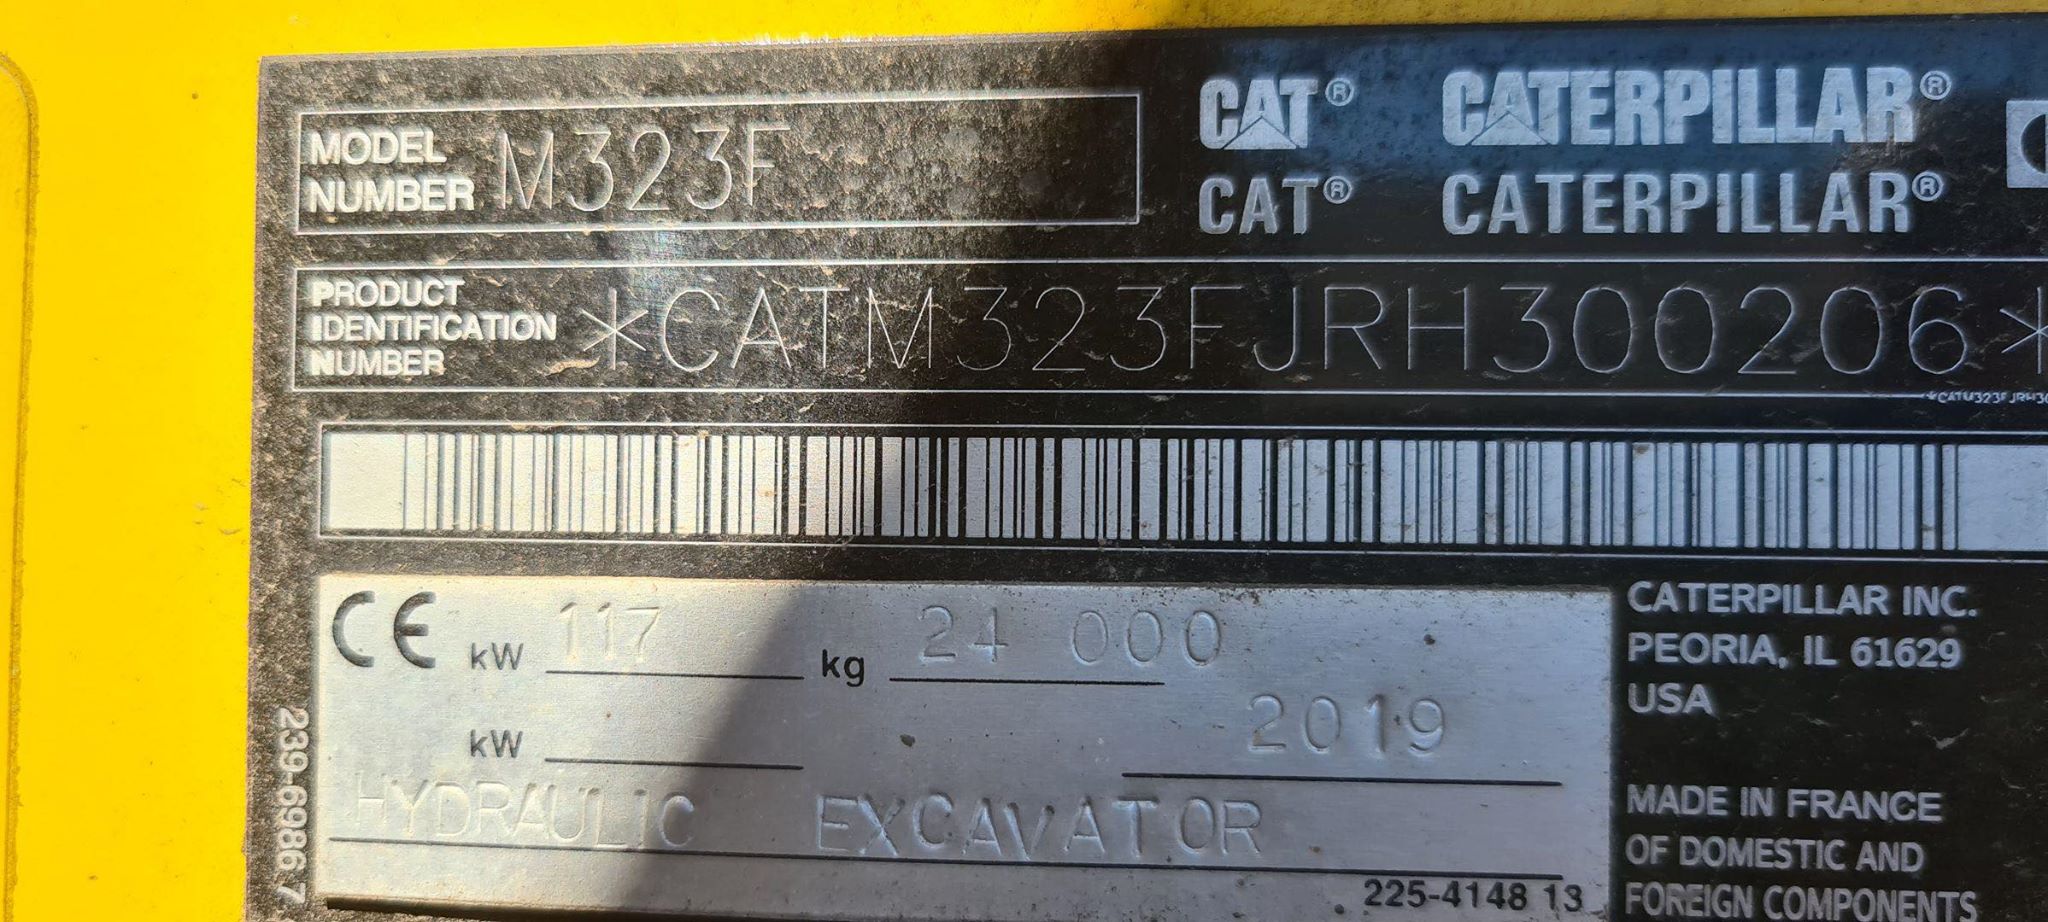 MODEL
NUMBER M323F
CAT® CATERPILLAR®
CAT® CATERPILLAR®
PRODUCT
IDENTIFICATION
NUMBER
*CATM323FJRH300206*
*CATM323FJRH30
CE kW 117 kg 24 000
kW 2019
HYDRAULIC EXCAVATOR
225-4148 13
239-6986 7
CATERPILLAR INC.
PEORIA, IL 61629
USA
MADE IN FRANCE
OF DOMESTIC AND
FOREIGN COMPONENTS